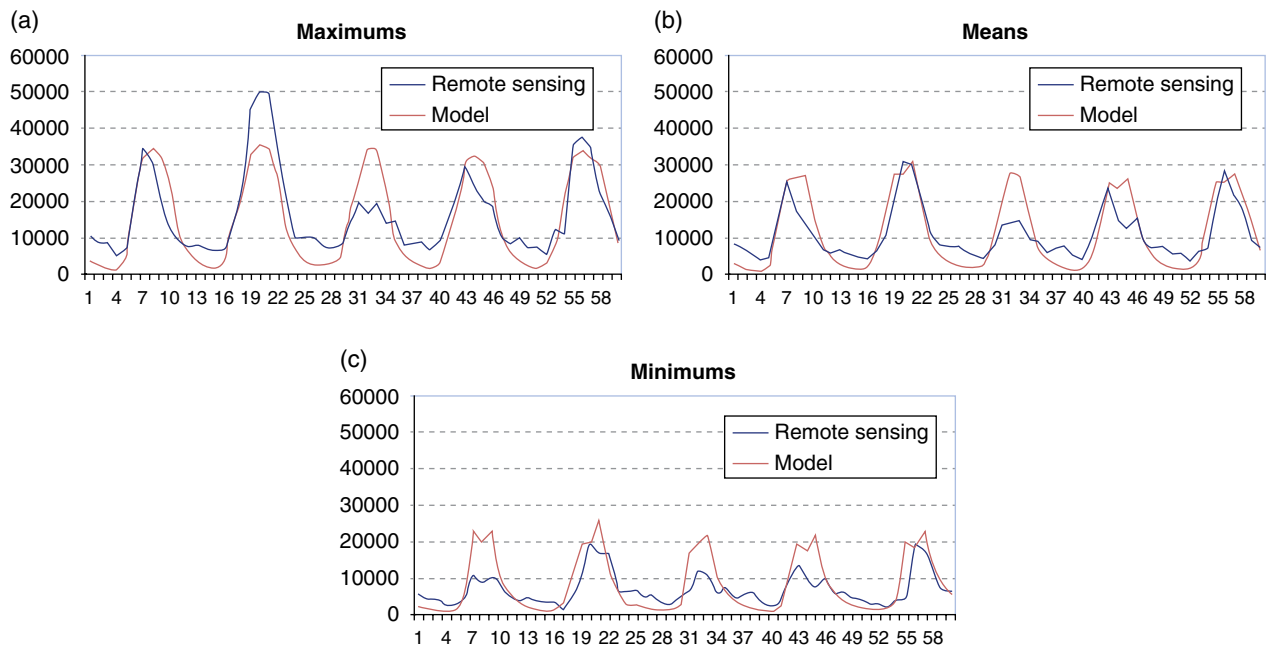 (a)
Maximums
60000
50000
40000
30000
20000
10000
0
Remote sensing
Model
1 4 7 10 13 16 19 22 25 28 31 34 37 40 43 46 49 52 55 58
(b)
Means
60000
50000
40000
30000
20000
10000
0
Remote sensing
Model
1 4 7 10 13 16 19 22 25 28 31 34 37 40 43 46 49 52 55 58
(c)
Minimums
60000
50000
40000
30000
20000
10000
0
Remote sensing
Model
1 4 7 10 13 16 19 22 25 28 31 34 37 40 43 46 49 52 55 58